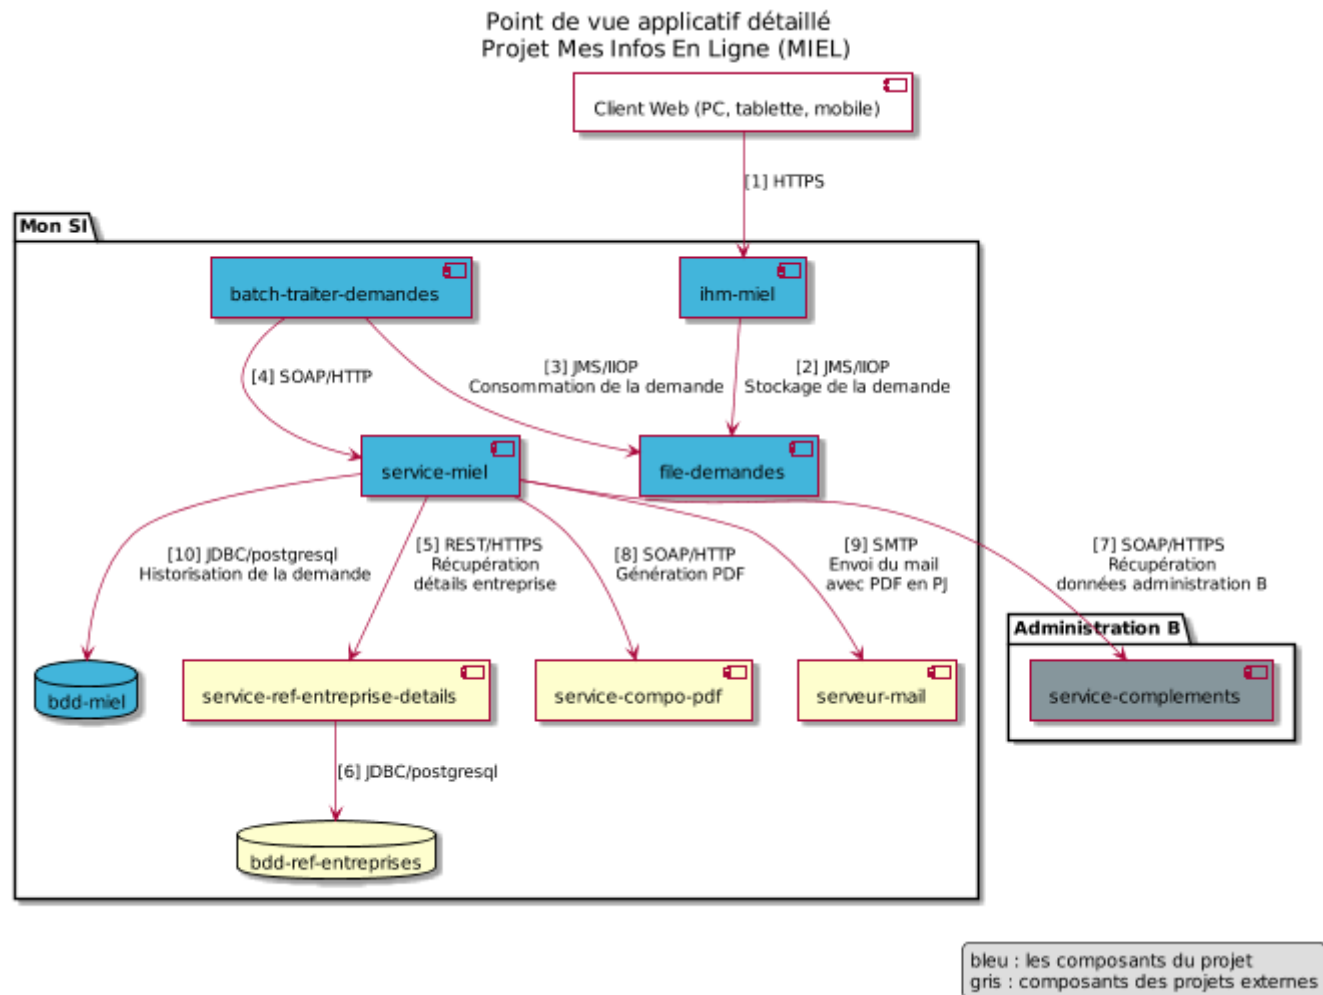 Point de vue applicatif détaillé
Projet Mes Infos En Ligne (MIEL)
Client Web (PC, tablette, mobile)
[1] HTTPS
Mon SI
batch-traiter-demandes
ihm-miel
[4] SOAP/HTTP
[3] JMS/IIOP
Consommation de la demande
[2] JMS/IIOP
Stockage de la demande
service-miel
file-demandes
[10] JDBC/postgresql
Historisation de la demande
[5] REST/HTTPS
Récupération
détails entreprise
[8] SOAP/HTTP
Génération PDF
[9] SMTP
Envoi du mail
avec PDF en PJ
[7] SOAP/HTTPS
Récupération
données administration B
Administration B
bdd-miel
service-ref-entreprise-details
service-compo-pdf
serveur-mail
service-complements
[6] JDBC/postgresql
bdd-ref-entreprises
bleu : les composants du projet
gris : composants des projets externes